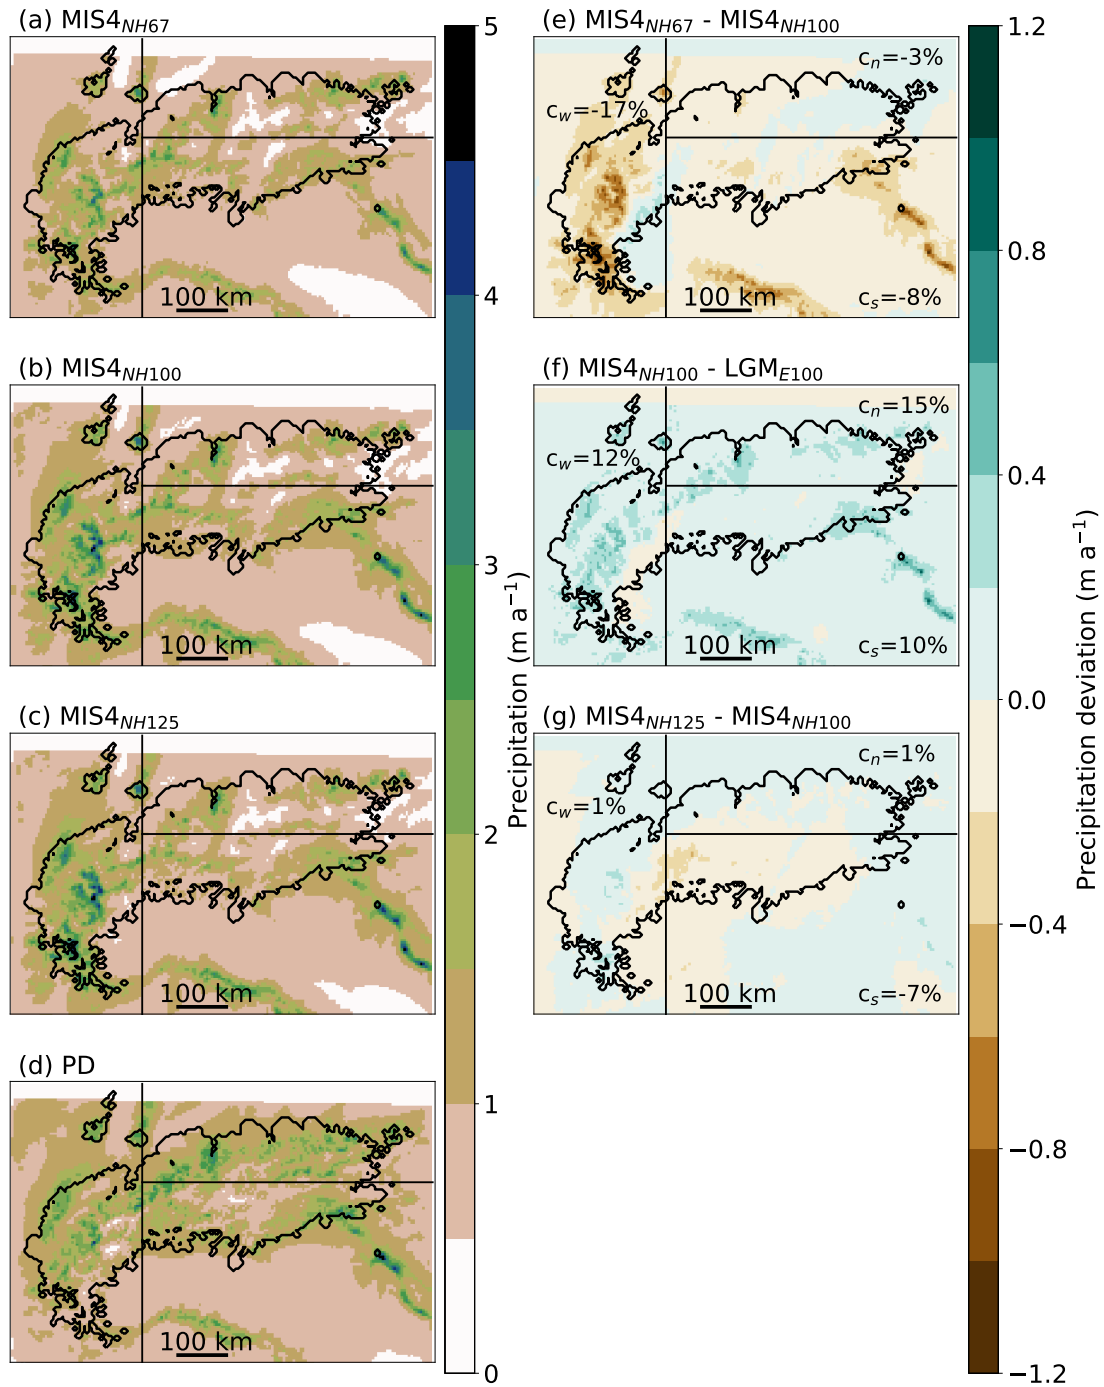 (a) MIS4NH67
100 km
(b) MIS4NH100
100 km
(c) MIS4NH125
100 km
(d) PD
100 km
5
4
3
2
1
0
Precipitation (m a⁻¹)
(e) MIS4NH67 - MIS4NH100
cn=-3%
cw=-17%
100 km
cs=-8%
(f) MIS4NH100 - LGME100
cn=15%
cw=12%
100 km
cs=10%
(g) MIS4NH125 - MIS4NH100
cn=1%
cw=1%
100 km
cs=-7%
1.2
0.8
0.4
0.0
−0.4
−0.8
−1.2
Precipitation deviation (m a⁻¹)